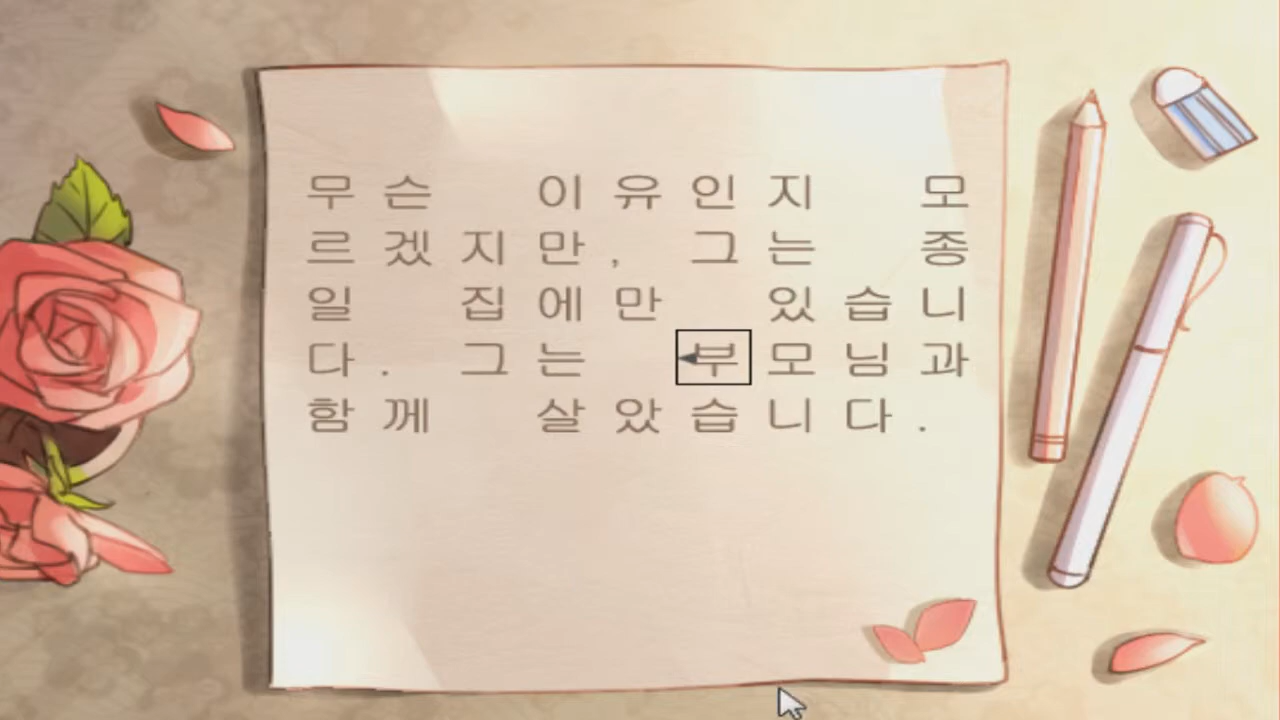 무슨 이유인지 모
르겠지만, 그는 종
일 집에만 있습니
다. 그는 부모님과
함께 살았습니다.